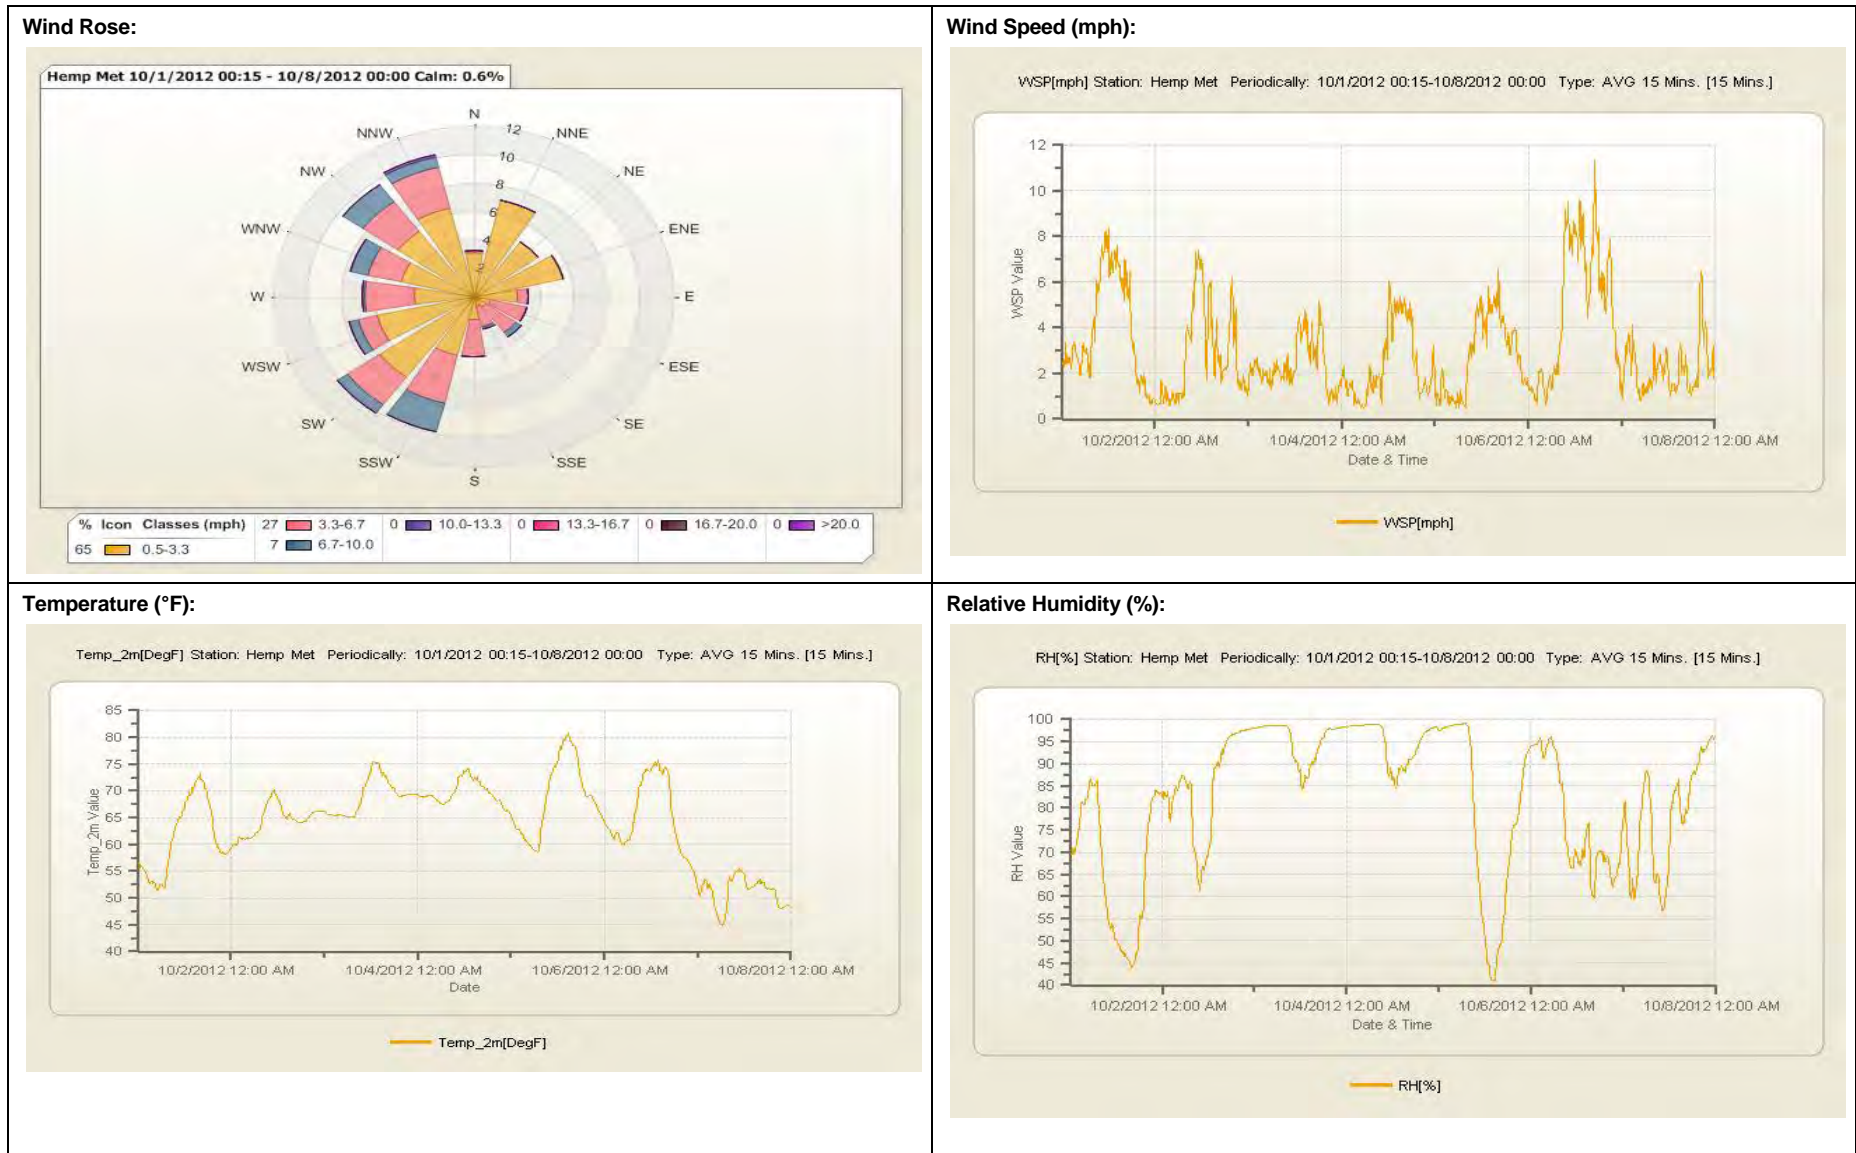 Wind Rose:
Hemp Met 10/1/2012 00:15 - 10/8/2012 00:00 Calm: 0.6%
N
NNE
NE
ENE
E
ESE
SE
SSE
S
SSW
SW
WSW
W
WNW
NW
NNW
12
10
8
6
4
2
% Icon Classes (mph) 27 3.3-6.7 0 10.0-13.3 0 13.3-16.7 0 16.7-20.0 0 >20.0
65 0.5-3.3 7 6.7-10.0
Wind Speed (mph):
WSP[mph] Station: Hemp Met Periodically: 10/1/2012 00:15-10/8/2012 00:00 Type: AVG 15 Mins. [15 Mins.]
WSP Value
12
10
8
6
4
2
0
10/2/2012 12:00 AM 10/4/2012 12:00 AM 10/6/2012 12:00 AM 10/8/2012 12:00 AM
Date & Time
WSP[mph]
Temperature (°F):
Temp_2m[DegF] Station: Hemp Met Periodically: 10/1/2012 00:15-10/8/2012 00:00 Type: AVG 15 Mins. [15 Mins.]
Temp_2m Value
85
80
75
70
65
60
55
50
45
40
10/2/2012 12:00 AM 10/4/2012 12:00 AM 10/6/2012 12:00 AM 10/8/2012 12:00 AM
Date
Temp_2m[DegF]
Relative Humidity (%):
RH[%] Station: Hemp Met Periodically: 10/1/2012 00:15-10/8/2012 00:00 Type: AVG 15 Mins. [15 Mins.]
RH Value
100
95
90
85
80
75
70
65
60
55
50
45
40
10/2/2012 12:00 AM 10/4/2012 12:00 AM 10/6/2012 12:00 AM 10/8/2012 12:00 AM
Date & Time
RH[%]